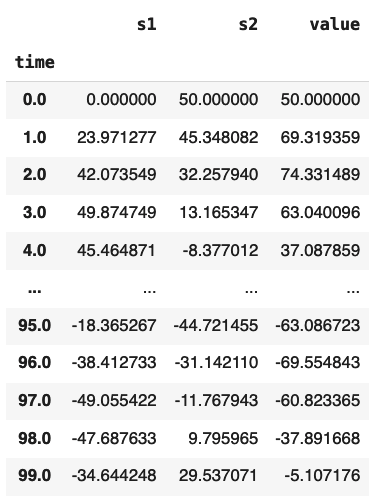 s1 s2 value
time
0.0 0.000000 50.000000 50.000000
1.0 23.971277 45.348082 69.319359
2.0 42.073549 32.257940 74.331489
3.0 49.874749 13.165347 63.040096
4.0 45.464871 -8.377012 37.087859
... ... ... ...
95.0 -18.365267 -44.721455 -63.086723
96.0 -38.412733 -31.142110 -69.554843
97.0 -49.055422 -11.767943 -60.823365
98.0 -47.687633 9.795965 -37.891668
99.0 -34.644248 29.537071 -5.107176